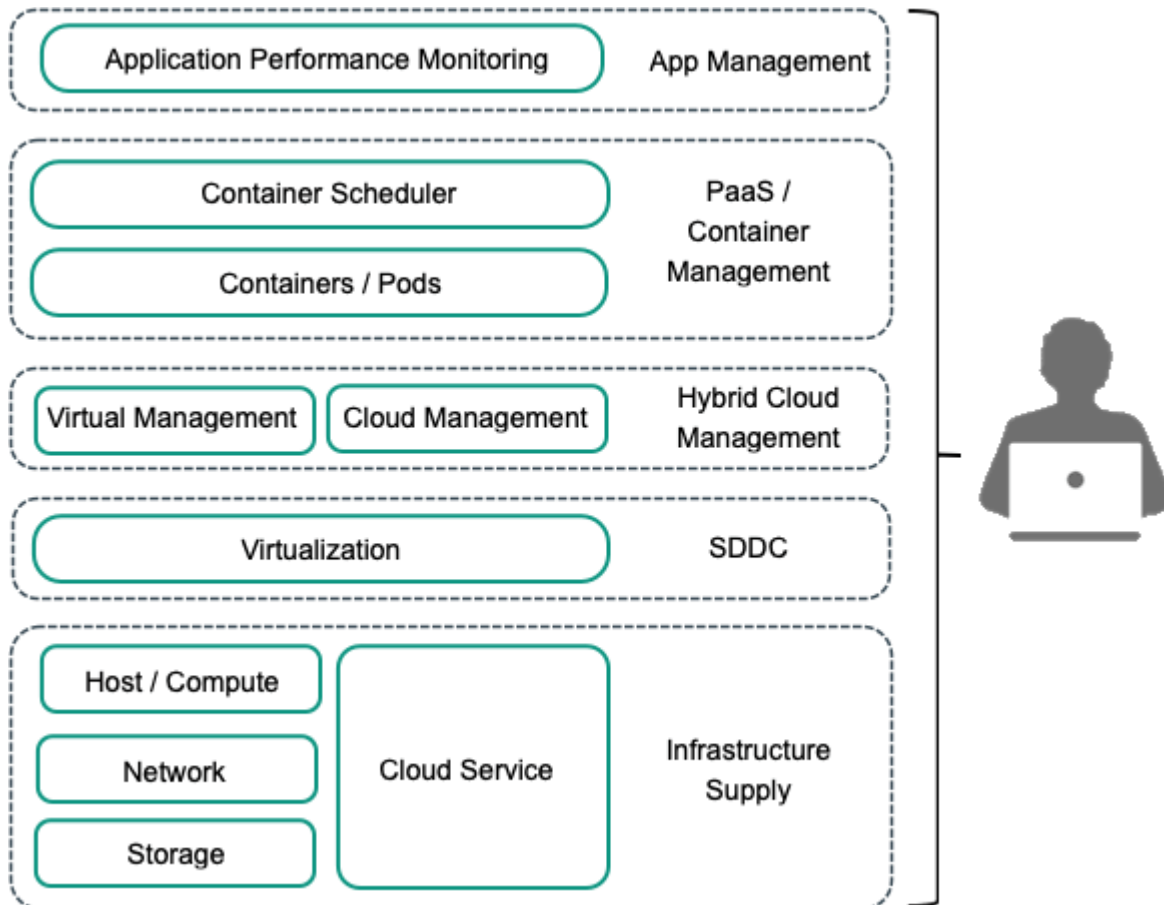 Application Performance Monitoring
App Management
Container Scheduler
Containers / Pods
PaaS /
Container
Management
Virtual Management
Cloud Management
Hybrid Cloud
Management
Virtualization
SDDC
Host / Compute
Network
Storage
Cloud Service
Infrastructure
Supply